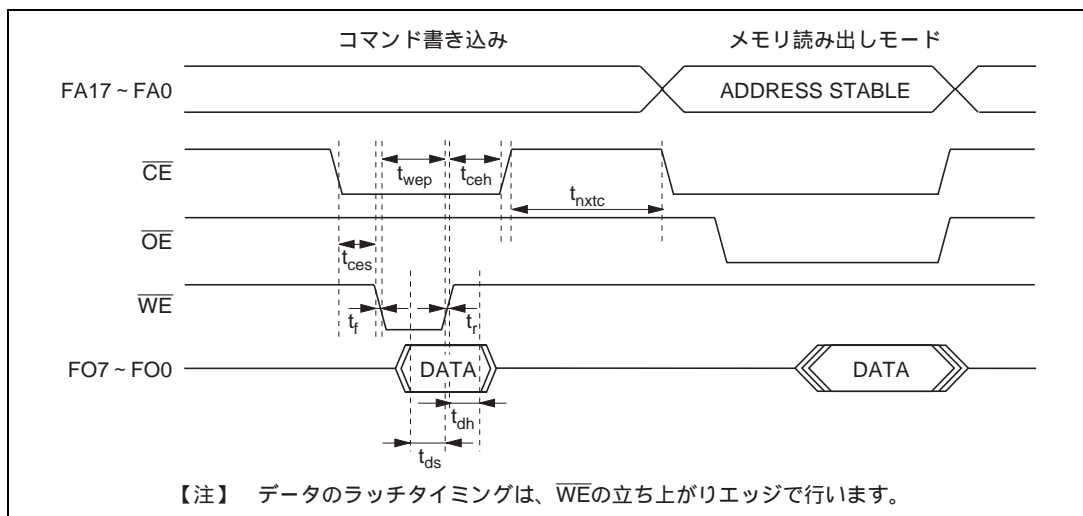 コマンド書き込み
メモリ読み出しモード
FA17~FA0
ADDRESS STABLE
CE
twep
tceh
tnxtc
OE
tces
WE
tf
tr
FO7~FO0
DATA
DATA
tdh
tds
【注】 データのラッチタイミングは、WEの立ち上がりエッジで行います。